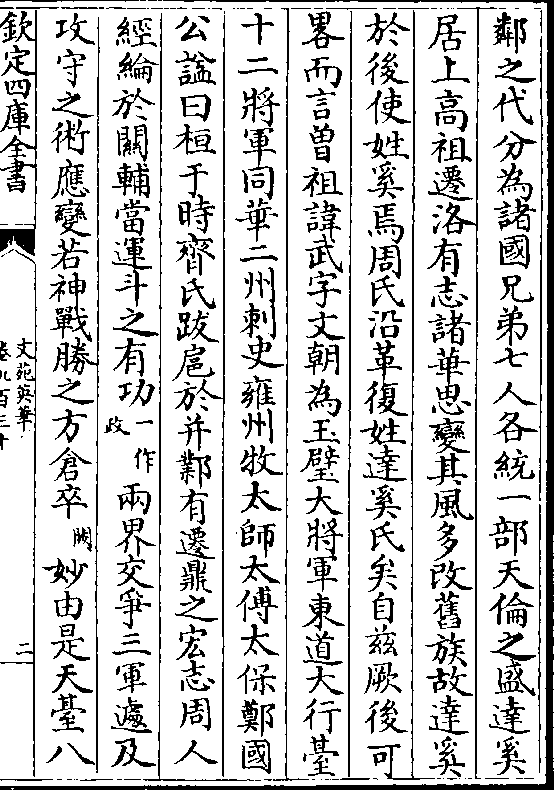 鄰之代分為諸國兄弟七人各統一部天倫之盛達奚
居上高祖遷洛有志諸華思變其風多改舊族故達奚
於後使姓奚焉周氏沿革復姓達奚氏矣自兹厥後可
畧而言曽祖諱武字文朝為玉壁大將軍東道大行臺
十二將軍同華二州刺史雍州牧太師太傅太保鄭國
公諡曰桓于時齊氏跋扈於并鄴有遷鼎之宏志周人
經綸於關輔當運斗之有功一作政兩界交爭三軍遽及
攻守之術應變若神戰勝之方倉卒闕妙由是天臺八
欽定四庫全書
文苑英華
卷九百三十
二